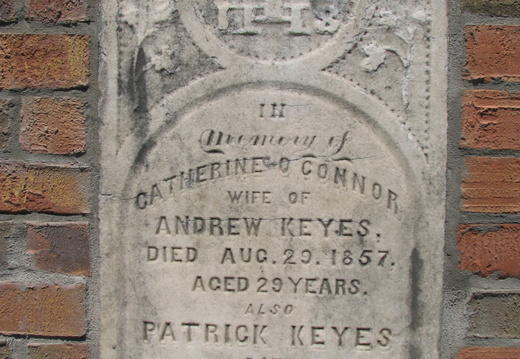 IHS
IN
Memory of
CATHERINE O CONNOR
WIFE OF
ANDREW KEYES.
DIED AUG. 29. 1857.
AGED 29 YEARS.
ALSO
PATRICK KEYES